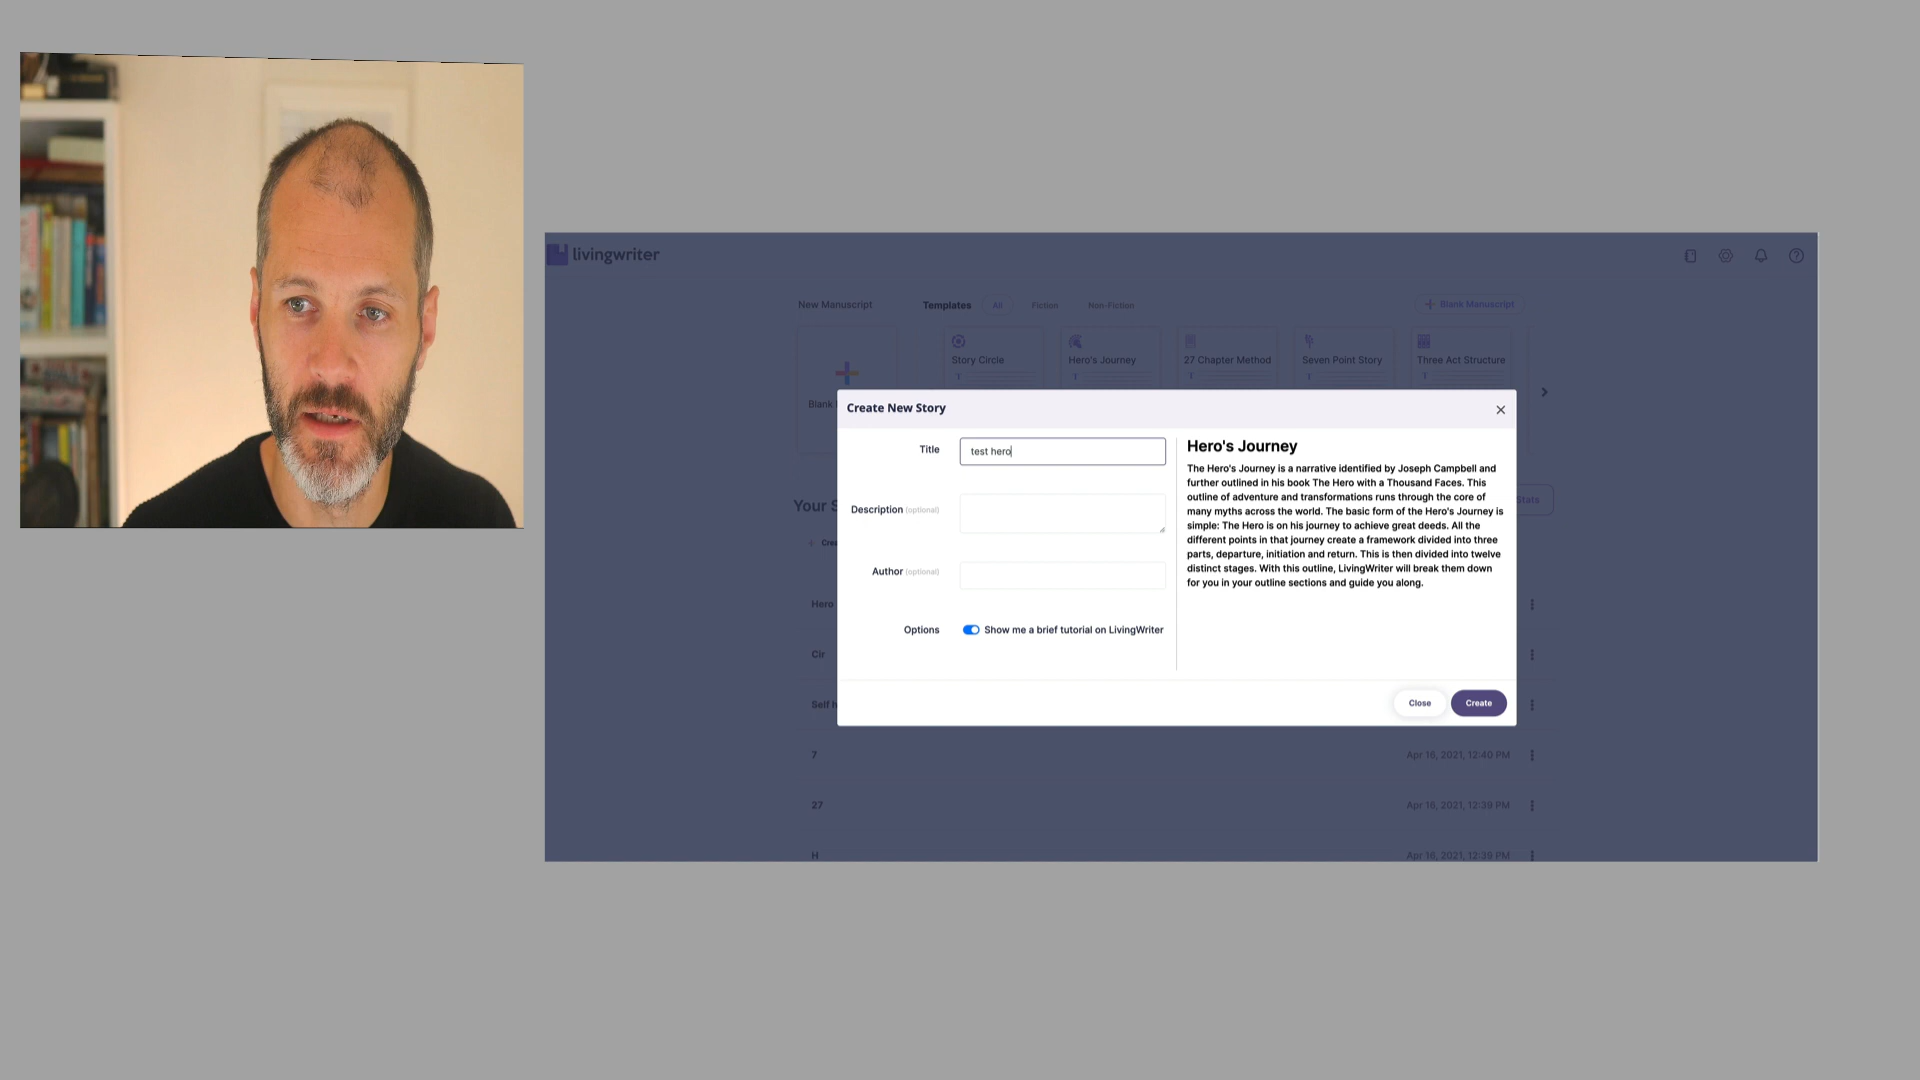 livingwriter
New Manuscript
Templates All Fiction Non-Fiction
Blank Manuscript
Story Circle
Hero's Journey
27 Chapter Method
Seven Point Story
Three Act Structure
T
T
T
T
T
Blank
Create New Story
Title
test hero
Description (optional)
Author (optional)
Options
Show me a brief tutorial on LivingWriter
Hero's Journey
The Hero's Journey is a narrative identified by Joseph Campbell and
further outlined in his book The Hero with a Thousand Faces. This
outline of adventure and transformations runs through the core of
many myths across the world. The basic form of the Hero's Journey is
simple: The Hero is on his journey to achieve great deeds. All the
different points in that journey create a framework divided into three
parts, departure, initiation and return. This is then divided into twelve
distinct stages. With this outline, LivingWriter will break them down
for you in your outline sections and guide you along.
Close
Create
Your S
Stats
Crea
Hero
Cir
Self h
7
Apr 16, 2021, 12:40 PM
27
Apr 16, 2021, 12:39 PM
H
Apr 16, 2021, 12:39 PM